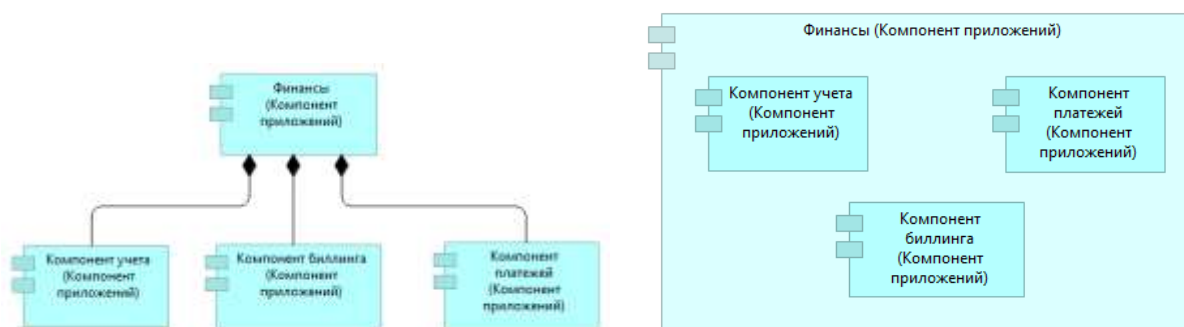 Финансы
(Компонент
приложений)
Компонент учета
(Компонент
приложений)
Компонент биллинга
(Компонент
приложений)
Компонент
платежей
(Компонент
приложений)
Финансы (Компонент приложений)
Компонент учета
(Компонент
приложений)
Компонент
платежей
(Компонент
приложений)
Компонент
биллинга
(Компонент
приложений)